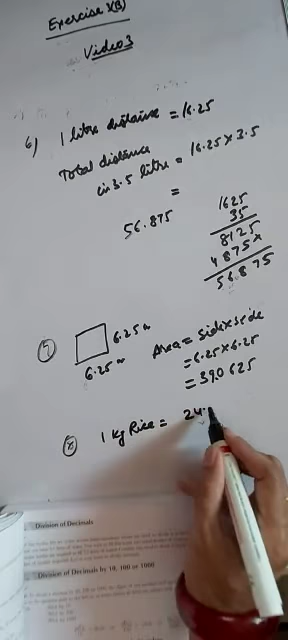 Exercise X(B)
Video3
6) 1 litre distance = 16.25
Total distance
in 3.5 litre = 16.25 × 3.5
=
56.875
1625
35
8125
4875×
56.875
7 6.25 m
6.25 m
Area = side×side
= 6.25 × 6.25
= 390625
8 1 kg Rice = 24.
Division of Decimals
Division of Decimals by 10, 100 or 1000